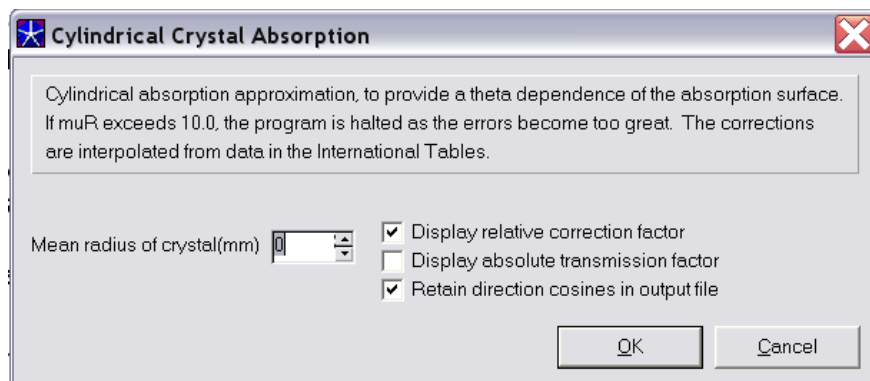 Cylindrical Crystal Absorption
Cylindrical absorption approximation, to provide a theta dependence of the absorption surface.
If muR exceeds 10.0, the program is halted as the errors become too great. The corrections
are interpolated from data in the International Tables.
Mean radius of crystal(mm) 0
Display relative correction factor
Display absolute transmission factor
Retain direction cosines in output file
OK Cancel